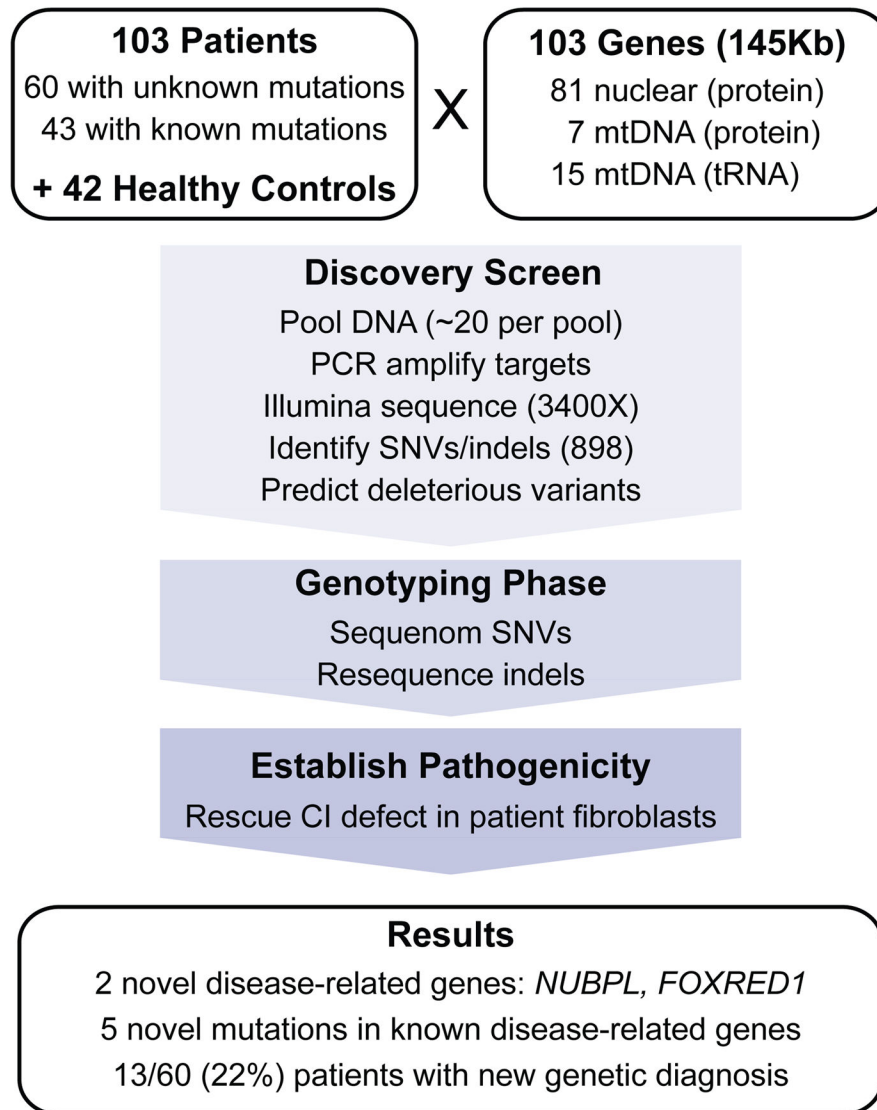 103 Patients
60 with unknown mutations
43 with known mutations
+ 42 Healthy Controls
X
103 Genes (145Kb)
81 nuclear (protein)
7 mtDNA (protein)
15 mtDNA (tRNA)
Discovery Screen
Pool DNA (~20 per pool)
PCR amplify targets
Illumina sequence (3400X)
Identify SNVs/indels (898)
Predict deleterious variants
Genotyping Phase
Sequenom SNVs
Resequence indels
Establish Pathogenicity
Rescue CI defect in patient fibroblasts
Results
2 novel disease-related genes: NUBPL, FOXRED1
5 novel mutations in known disease-related genes
13/60 (22%) patients with new genetic diagnosis